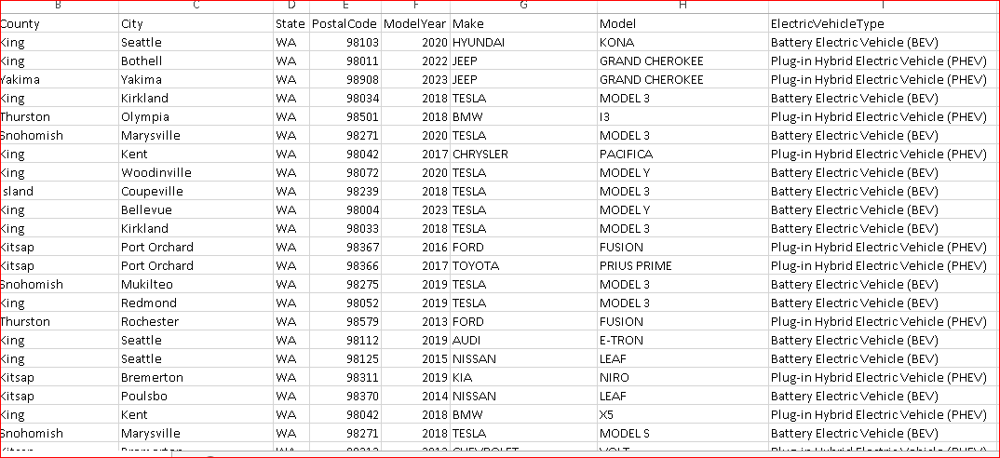 B C D E F G H I
County City State PostalCode ModelYear Make Model ElectricVehicleType
King Seattle WA 98103 2020 HYUNDAI KONA Battery Electric Vehicle (BEV)
King Bothell WA 98011 2022 JEEP GRAND CHEROKEE Plug-in Hybrid Electric Vehicle (PHEV)
Yakima Yakima WA 98908 2023 JEEP GRAND CHEROKEE Plug-in Hybrid Electric Vehicle (PHEV)
King Kirkland WA 98034 2018 TESLA MODEL 3 Battery Electric Vehicle (BEV)
Thurston Olympia WA 98501 2018 BMW I3 Plug-in Hybrid Electric Vehicle (PHEV)
Snohomish Marysville WA 98271 2020 TESLA MODEL 3 Battery Electric Vehicle (BEV)
King Kent WA 98042 2017 CHRYSLER PACIFICA Plug-in Hybrid Electric Vehicle (PHEV)
King Woodinville WA 98072 2020 TESLA MODEL Y Battery Electric Vehicle (BEV)
Island Coupeville WA 98239 2018 TESLA MODEL 3 Battery Electric Vehicle (BEV)
King Bellevue WA 98004 2023 TESLA MODEL Y Battery Electric Vehicle (BEV)
King Kirkland WA 98033 2018 TESLA MODEL 3 Battery Electric Vehicle (BEV)
Kitsap Port Orchard WA 98367 2016 FORD FUSION Plug-in Hybrid Electric Vehicle (PHEV)
Kitsap Port Orchard WA 98366 2017 TOYOTA PRIUS PRIME Plug-in Hybrid Electric Vehicle (PHEV)
Snohomish Mukilteo WA 98275 2019 TESLA MODEL 3 Battery Electric Vehicle (BEV)
King Redmond WA 98052 2019 TESLA MODEL 3 Battery Electric Vehicle (BEV)
Thurston Rochester WA 98579 2013 FORD FUSION Plug-in Hybrid Electric Vehicle (PHEV)
King Seattle WA 98112 2019 AUDI E-TRON Battery Electric Vehicle (BEV)
King Seattle WA 98125 2015 NISSAN LEAF Battery Electric Vehicle (BEV)
Kitsap Bremerton WA 98311 2019 KIA NIRO Plug-in Hybrid Electric Vehicle (PHEV)
Kitsap Poulsbo WA 98370 2014 NISSAN LEAF Battery Electric Vehicle (BEV)
King Kent WA 98042 2018 BMW X5 Plug-in Hybrid Electric Vehicle (PHEV)
Snohomish Marysville WA 98271 2018 TESLA MODEL S Battery Electric Vehicle (BEV)
Kitsap Bremerton WA CHEVROLET VOLT Plug-in Hybrid Electric Vehicle (PHEV)